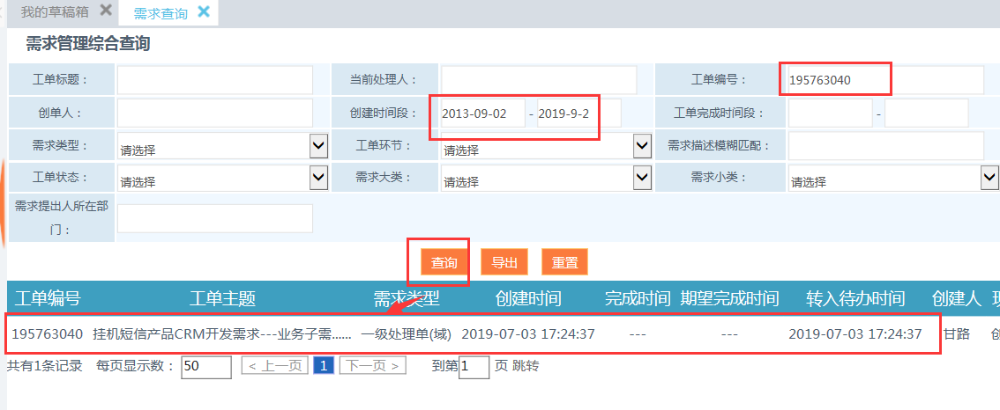 我的草稿箱 ✕ 需求查询 ✕
需求管理综合查询
工单标题： 当前处理人： 工单编号： 195763040
创单人： 创建时间段： 2013-09-02 - 2019-9-2 工单完成时间段： -
需求类型： 请选择 工单环节： 请选择 需求描述模糊匹配：
工单状态： 请选择 需求大类： 请选择 需求小类： 请选择
需求提出人所在部
门：
查询 导出 重置
工单编号 工单主题 需求类型 创建时间 完成时间 期望完成时间 转入待办时间 创建人
195763040 挂机短信产品CRM开发需求---业务子需...... 一级处理单(域) 2019-07-03 17:24:37 --- --- 2019-07-03 17:24:37 甘路
共有1条记录 每页显示数： 50 < 上一页 1 下一页 > 到第 1 页 跳转